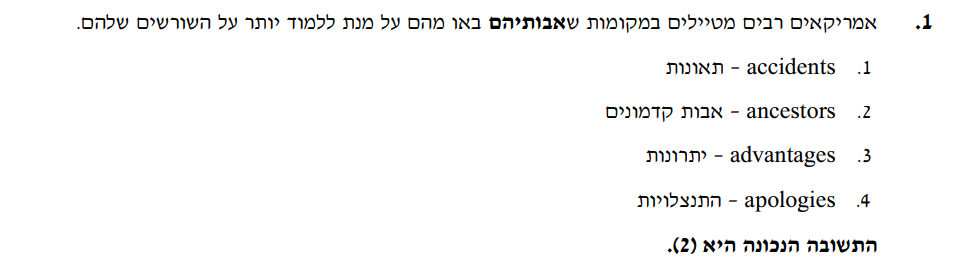 1. אמריקאים רבים מטיילים במקומות שאבותיהם באו מהם על מנת ללמוד יותר על השורשים שלהם.
1. accidents – תאונות
2. ancestors – אבות קדמונים
3. advantages – יתרונות
4. apologies – התנצלויות
התשובה הנכונה היא (2).